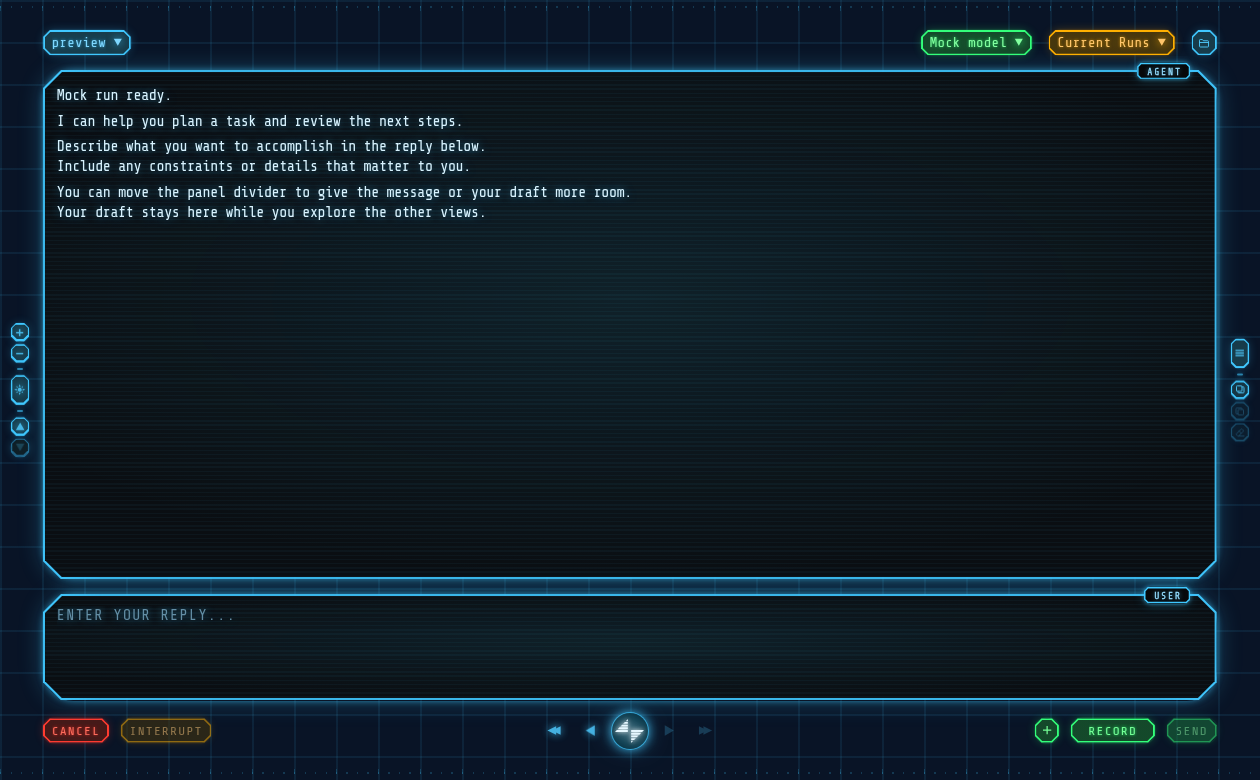 preview
Mock model
Current Runs
AGENT
Mock run ready.
I can help you plan a task and review the next steps.
Describe what you want to accomplish in the reply below.
Include any constraints or details that matter to you.
You can move the panel divider to give the message or your draft more room.
Your draft stays here while you explore the other views.
USER
ENTER YOUR REPLY...
CANCEL
INTERRUPT
RECORD
SEND